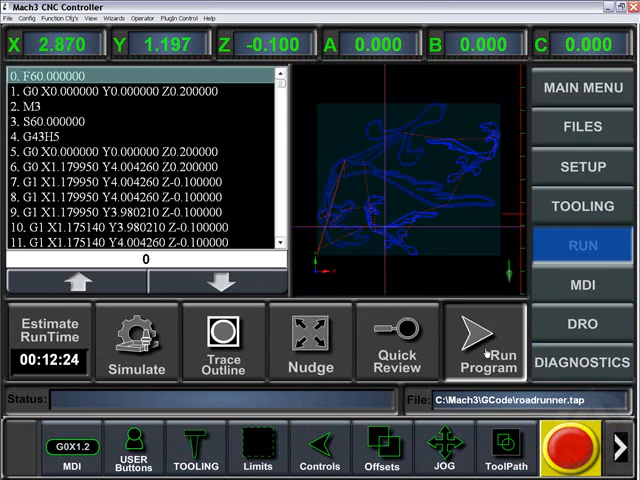 Mach3 CNC Controller
File Config Function Cfg's View Wizards Operator PlugIn Control Help
X 2.870 Y 1.197 Z -0.100 A 0.000 B 0.000 C 0.000
0. F60.000000
1. G0 X0.000000 Y0.000000 Z0.200000
2. M3
3. S60.000000
4. G43H5
5. G0 X0.000000 Y0.000000 Z0.200000
6. G0 X1.179950 Y4.004260 Z0.200000
7. G1 X1.179950 Y4.004260 Z-0.100000
8. G1 X1.179950 Y4.004260 Z-0.100000
9. G1 X1.179950 Y3.980210 Z-0.100000
10. G1 X1.175140 Y3.980210 Z-0.100000
11. G1 X1.175140 Y4.004260 Z-0.100000
0
MAIN MENU
FILES
SETUP
TOOLING
RUN
MDI
DRO
DIAGNOSTICS
Estimate
RunTime
00:12:24
Simulate
Trace
Outline
Nudge
Quick
Review
Run
Program
Status:
File: C:\Mach3\GCode\roadrunner.tap
G0X1.2
MDI
USER
Buttons
TOOLING
Limits
Controls
Offsets
JOG
ToolPath